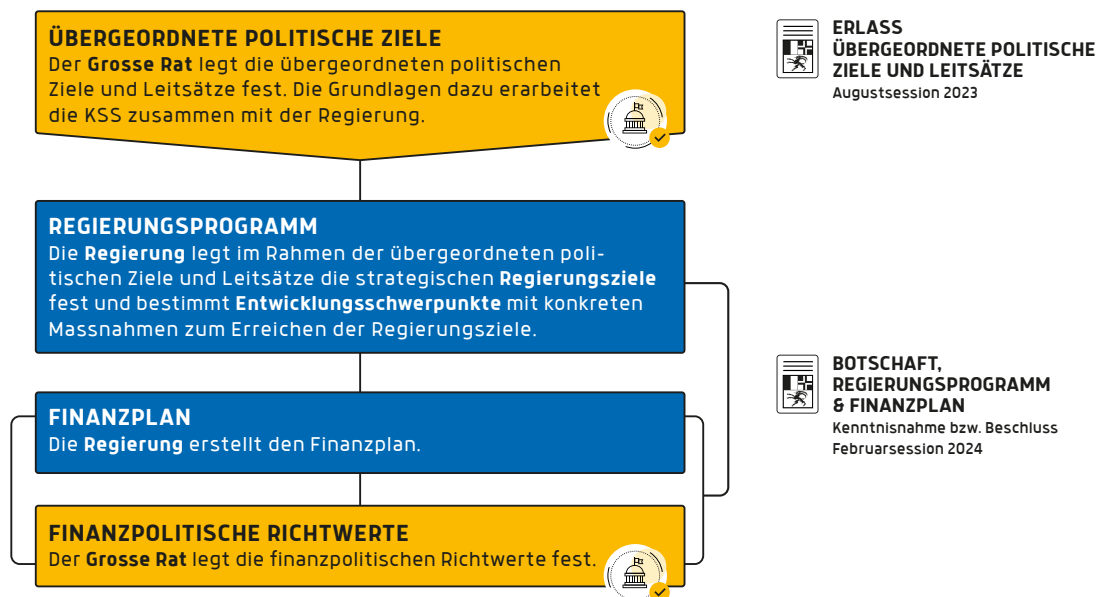 ÜBERGEORDNETE POLITISCHE ZIELE
Der Grosse Rat legt die übergeordneten politischen
Ziele und Leitsätze fest. Die Grundlagen dazu erarbeitet
die KSS zusammen mit der Regierung.
ERLASS
ÜBERGEORDNETE POLITISCHE
ZIELE UND LEITSÄTZE
Augustsession 2023
REGIERUNGSPROGRAMM
Die Regierung legt im Rahmen der übergeordneten poli-
tischen Ziele und Leitsätze die strategischen Regierungsziele
fest und bestimmt Entwicklungsschwerpunkte mit konkreten
Massnahmen zum Erreichen der Regierungsziele.
BOTSCHAFT,
REGIERUNGSPROGRAMM
& FINANZPLAN
Kenntnisnahme bzw. Beschluss
Februarsession 2024
FINANZPLAN
Die Regierung erstellt den Finanzplan.
FINANZPOLITISCHE RICHTWERTE
Der Grosse Rat legt die finanzpolitischen Richtwerte fest.